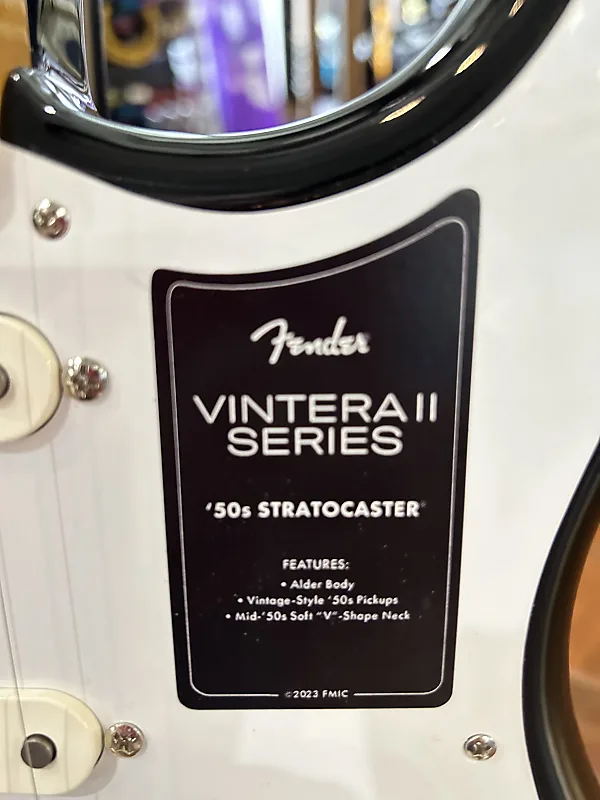 Fender
VINTERA II
SERIES
'50s STRATOCASTER®
FEATURES:
• Alder Body
• Vintage-Style '50s Pickups
• Mid-'50s Soft "V"-Shape Neck
©2023 FMIC